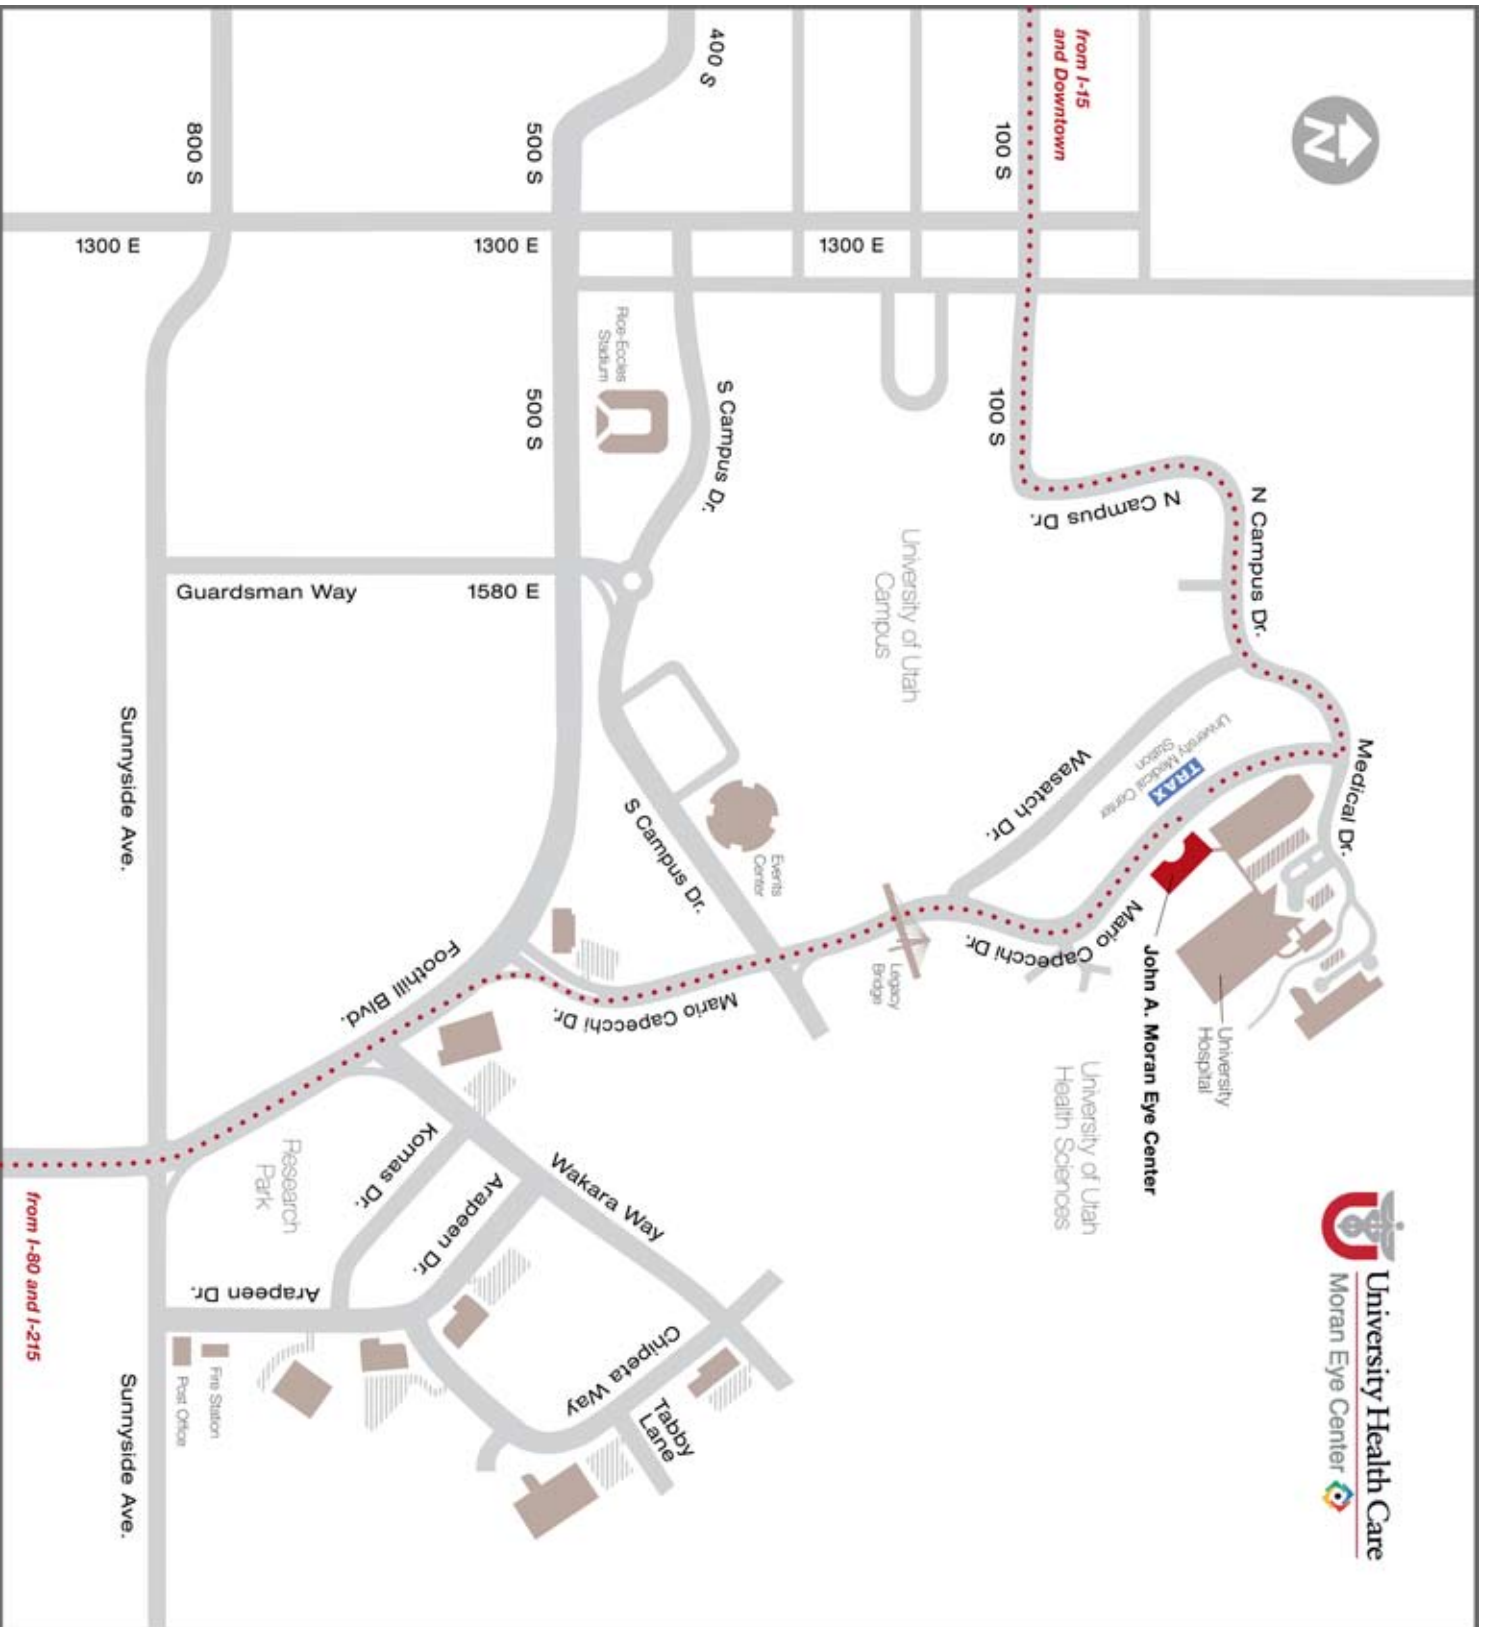 from I-15
and Downtown
N
400 S
100 S
500 S
800 S
1300 E
1300 E
1300 E
Rice-Eccles
Stadium
S Campus Dr.
100 S
500 S
N Campus Dr.
N Campus Dr.
University of Utah
Campus
Guardsman Way
1580 E
Sunnyside Ave.
Wasatch Dr.
University Medical Center
Station
TRAX
Medical Dr.
S Campus Dr.
Events
Center
Mario Capecchi Dr.
Legacy
Bridge
John A. Moran Eye Center
University
Hospital
Foothill Blvd.
Mario Capecchi Dr.
University of Utah
Health Sciences
Research
Park
Komas Dr.
Arapeen Dr.
Wakara Way
Arapeen Dr.
Chipeta Way
Tabby
Lane
Fire Station
Post Office
Sunnyside Ave.
from I-80 and I-215
University Health Care
Moran Eye Center